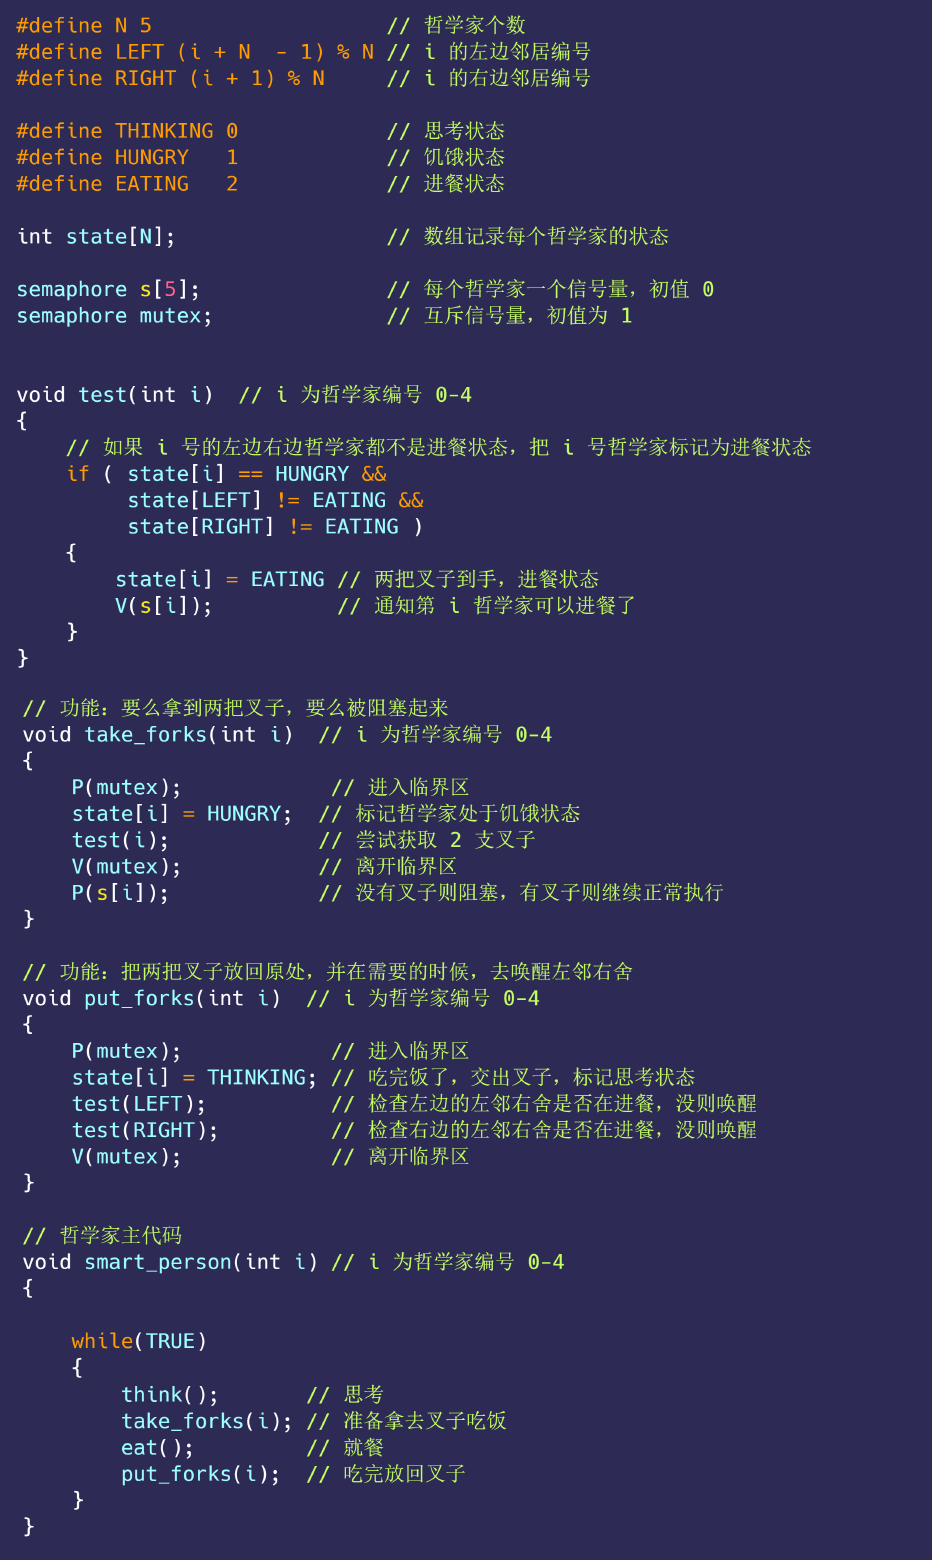 #define N 5                   // 哲学家个数
#define LEFT (i + N  - 1) % N // i 的左边邻居编号
#define RIGHT (i + 1) % N     // i 的右边邻居编号
#define THINKING 0            // 思考状态
#define HUNGRY   1            // 饥饿状态
#define EATING   2            // 进餐状态
int state[N];                 // 数组记录每个哲学家的状态
semaphore s[5];               // 每个哲学家一个信号量，初值 0
semaphore mutex;              // 互斥信号量，初值为 1
void test(int i)  // i 为哲学家编号 0-4
{
    // 如果 i 号的左边右边哲学家都不是进餐状态，把 i 号哲学家标记为进餐状态
    if ( state[i] == HUNGRY &&
         state[LEFT] != EATING &&
         state[RIGHT] != EATING )
    {
        state[i] = EATING // 两把叉子到手，进餐状态
        V(s[i]);          // 通知第 i 哲学家可以进餐了
    }
}
// 功能：要么拿到两把叉子，要么被阻塞起来
void take_forks(int i)  // i 为哲学家编号 0-4
{
    P(mutex);            // 进入临界区
    state[i] = HUNGRY;  // 标记哲学家处于饥饿状态
    test(i);            // 尝试获取 2 支叉子
    V(mutex);           // 离开临界区
    P(s[i]);            // 没有叉子则阻塞，有叉子则继续正常执行
}
// 功能：把两把叉子放回原处，并在需要的时候，去唤醒左邻右舍
void put_forks(int i)  // i 为哲学家编号 0-4
{
    P(mutex);            // 进入临界区
    state[i] = THINKING; // 吃完饭了，交出叉子，标记思考状态
    test(LEFT);          // 检查左边的左邻右舍是否在进餐，没则唤醒
    test(RIGHT);         // 检查右边的左邻右舍是否在进餐，没则唤醒
    V(mutex);            // 离开临界区
}
// 哲学家主代码
void smart_person(int i) // i 为哲学家编号 0-4
{
    while(TRUE)
    {
        think();       // 思考
        take_forks(i); // 准备拿去叉子吃饭
        eat();         // 就餐
        put_forks(i);  // 吃完放回叉子
    }
}